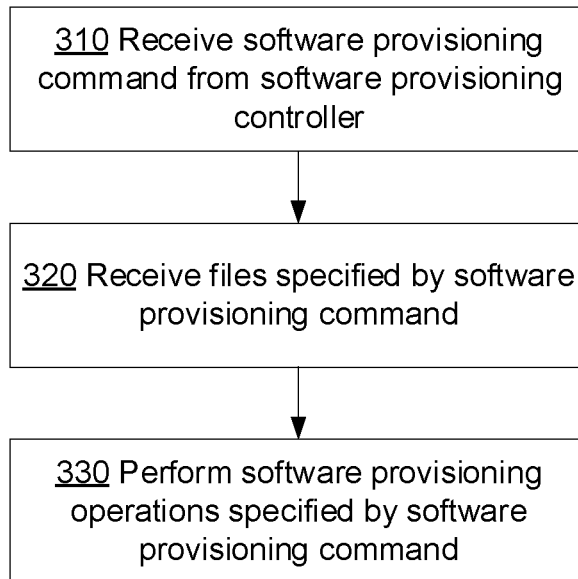 310 Receive software provisioning
command from software provisioning
controller
320 Receive files specified by software
provisioning command
330 Perform software provisioning
operations specified by software
provisioning command